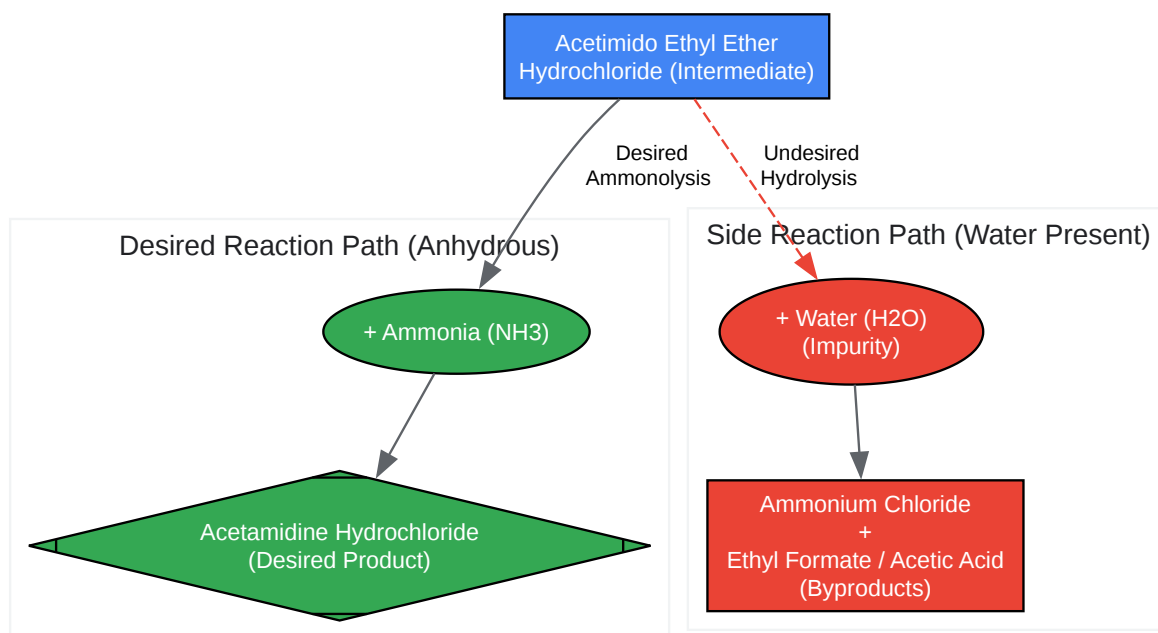 Acetimido Ethyl Ether
Hydrochloride (Intermediate)
Desired
Ammonolysis
Undesired
Hydrolysis
Desired Reaction Path (Anhydrous)
Side Reaction Path (Water Present)
+ Ammonia (NH3)
+ Water (H2O)
(Impurity)
Acetamidine Hydrochloride
(Desired Product)
Ammonium Chloride
+
Ethyl Formate / Acetic Acid
(Byproducts)